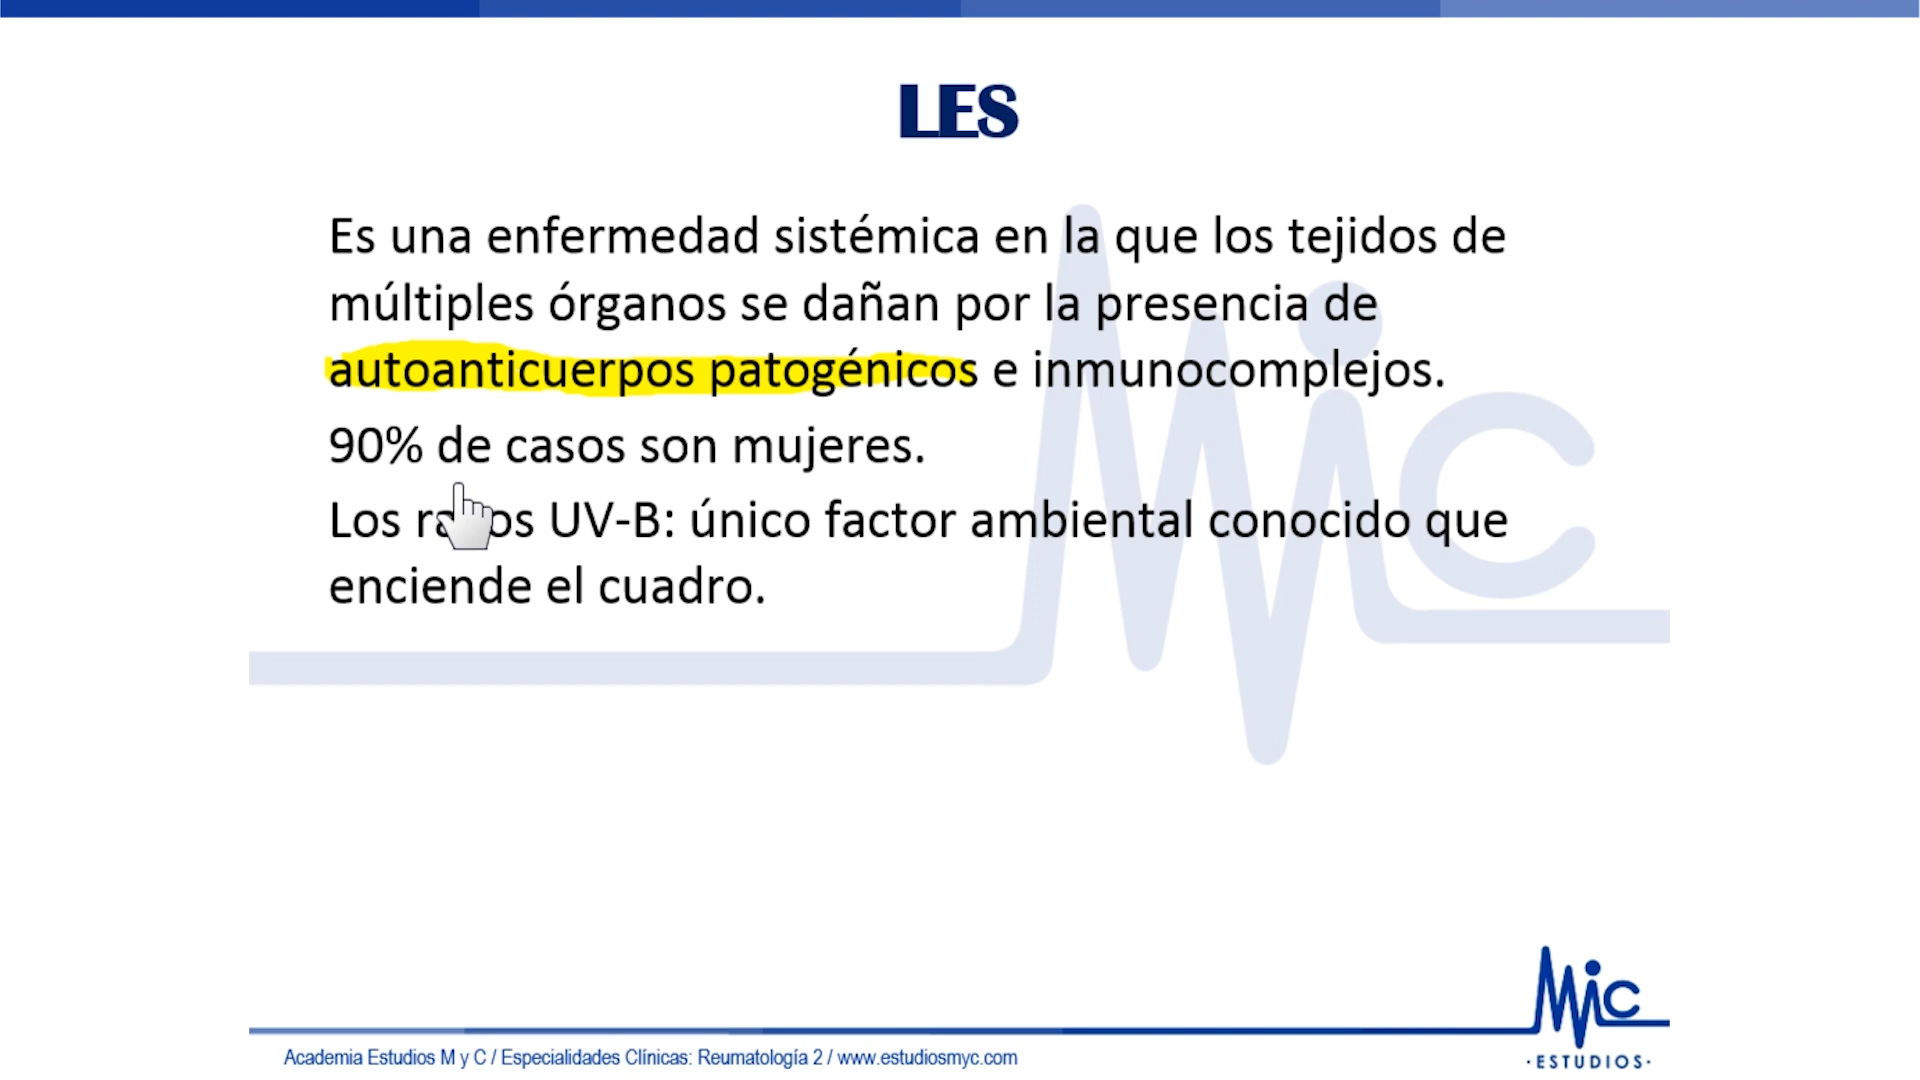 LES
Es una enfermedad sistémica en la que los tejidos de
múltiples órganos se dañan por la presencia de
autoanticuerpos patogénicos e inmunocomplejos.
90% de casos son mujeres.
Los UV-B: único factor ambiental conocido que
enciende el cuadro.
MiC
MiC
·ESTUDIOS·
Academia Estudios M y C / Especialidades Clínicas: Reumatología 2 / www.estudiosmyc.com